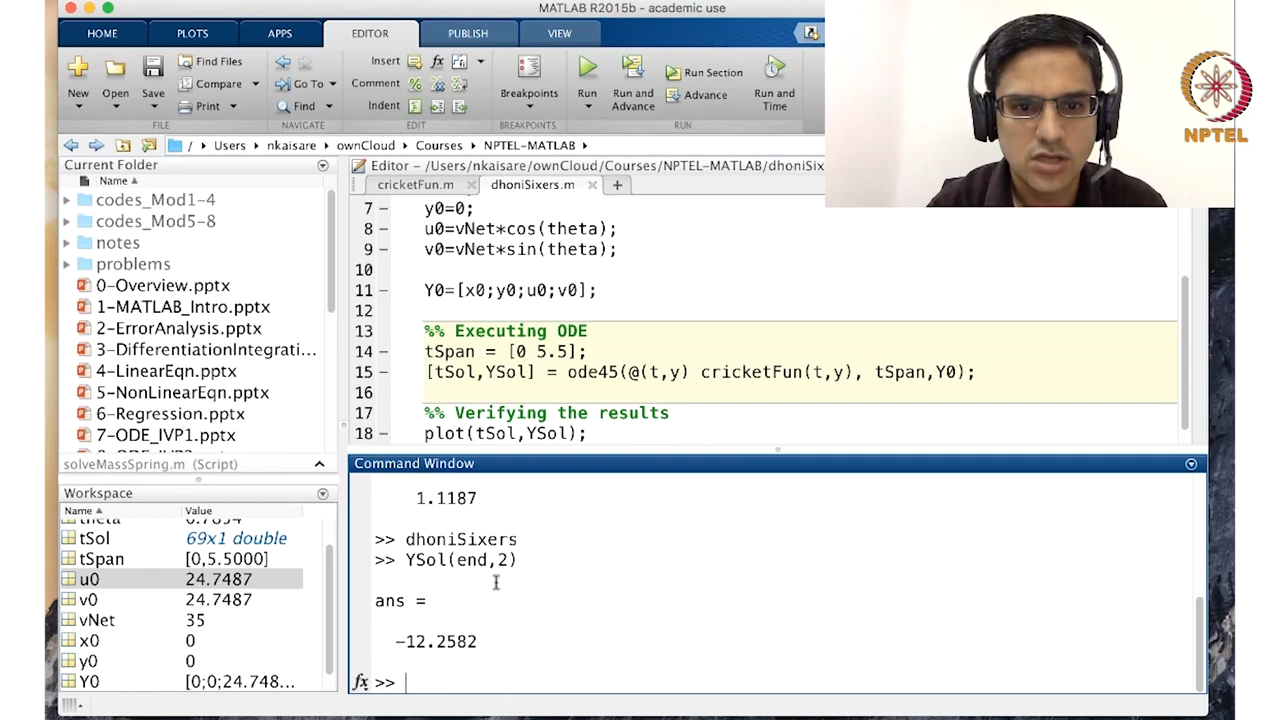 MATLAB R2015b - academic use
HOME PLOTS APPS EDITOR PUBLISH VIEW
New Open Save Find Files Compare Print
FILE
Go To Find
NAVIGATE
Insert Comment Indent
EDIT
Breakpoints
BREAKPOINTS
Run Run and Advance Run Section Advance Run and Time
RUN
NPTEL
/ Users nkaisare ownCloud Courses NPTEL-MATLAB
Current Folder
Name
codes_Mod1-4
codes_Mod5-8
notes
problems
0-Overview.pptx
1-MATLAB_Intro.pptx
2-ErrorAnalysis.pptx
3-DifferentiationIntegrati...
4-LinearEqn.pptx
5-NonLinearEqn.pptx
6-Regression.pptx
7-ODE_IVP1.pptx
solveMassSpring.m (Script)
Workspace
Name Value
theta 0.7854
tSol 69x1 double
tSpan [0,5.5000]
u0 24.7487
v0 24.7487
vNet 35
x0 0
y0 0
Y0 [0;0;24.748...
Editor - /Users/nkaisare/ownCloud/Courses/NPTEL-MATLAB/dhoniSix
cricketFun.m dhoniSixers.m
7 y0=0;
8 u0=vNet*cos(theta);
9 v0=vNet*sin(theta);
10
11 Y0=[x0;y0;u0;v0];
12
13 %% Executing ODE
14 tSpan = [0 5.5];
15 [tSol,YSol] = ode45(@(t,y) cricketFun(t,y), tSpan,Y0);
16
17 %% Verifying the results
18 plot(tSol,YSol);
Command Window
1.1187
>> dhoniSixers
>> YSol(end,2)
ans =
-12.2582
fx >>